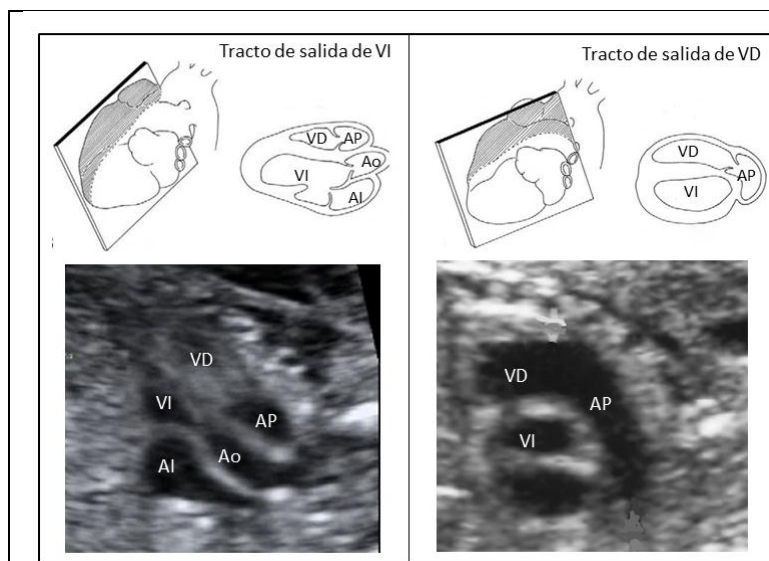 Tracto de salida de VI
VD
AP
Ao
VI
AI
VD
VI
AP
Ao
AI
Tracto de salida de VD
VD
AP
VI
VD
AP
VI